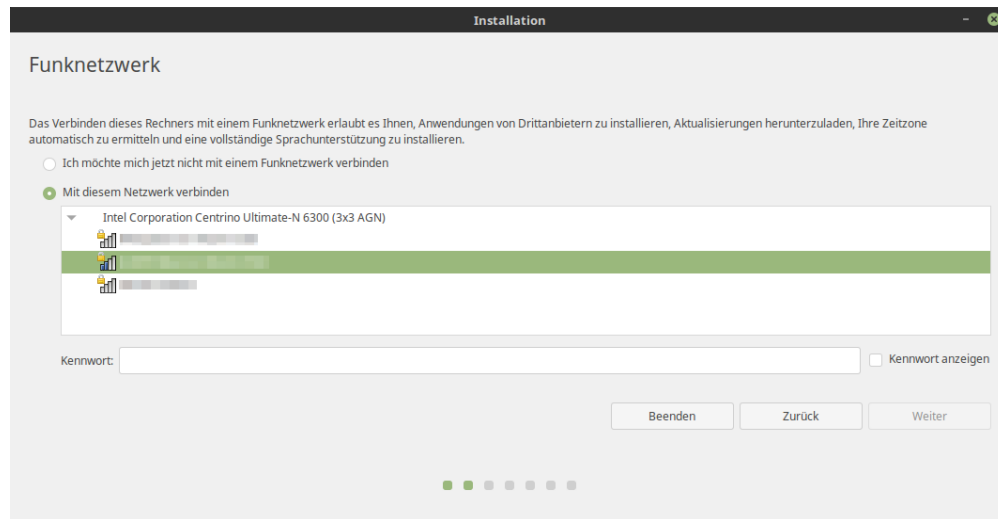 Installation
Funknetzwerk
Das Verbinden dieses Rechners mit einem Funknetzwerk erlaubt es Ihnen, Anwendungen von Drittanbietern zu installieren, Aktualisierungen herunterzuladen, Ihre Zeitzone
automatisch zu ermitteln und eine vollständige Sprachunterstützung zu installieren.
Ich möchte mich jetzt nicht mit einem Funknetzwerk verbinden
Mit diesem Netzwerk verbinden
Intel Corporation Centrino Ultimate-N 6300 (3x3 AGN)
Kennwort:
Kennwort anzeigen
Beenden
Zurück
Weiter